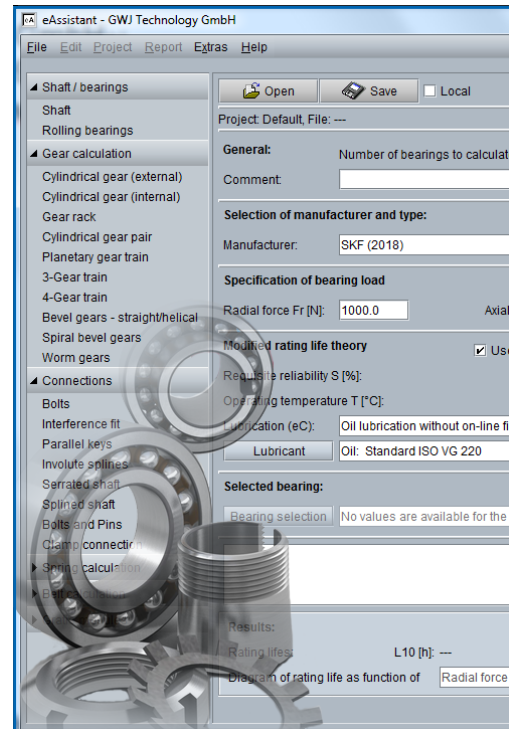 eA eAssistant - GWJ Technology GmbH
File Edit Project Report Extras Help
Shaft / bearings
Shaft
Rolling bearings
Gear calculation
Cylindrical gear (external)
Cylindrical gear (internal)
Gear rack
Cylindrical gear pair
Planetary gear train
3-Gear train
4-Gear train
Bevel gears - straight/helical
Spiral bevel gears
Worm gears
Connections
Bolts
Interference fit
Parallel keys
Involute splines
Serrated shaft
Splined shaft
Bolts and Pins
Clamp connection
Spring calculation
Open Save Local
Project: Default, File: ---
General: Number of bearings to calculat
Comment:
Selection of manufacturer and type:
Manufacturer: SKF (2018)
Specification of bearing load
Radial force Fr [N]: 1000.0 Axial
Modified rating life theory Us
Requisite reliability S [%]:
Operating temperature T [°C]:
Lubrication (eC): Oil lubrication without on-line fi
Lubricant Oil: Standard ISO VG 220
Selected bearing:
Bearing selection No values are available for the
Results:
Rating lifes: L10 [h]: ---
Diagram of rating life as function of Radial force